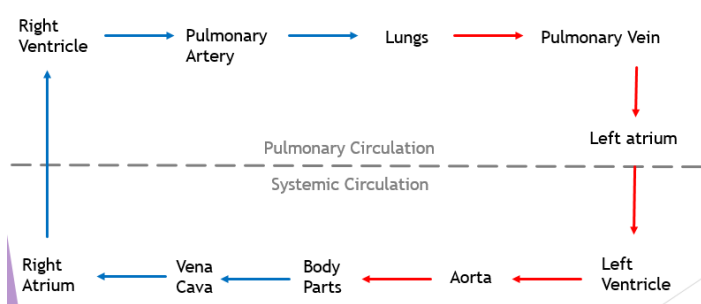 Right
Ventricle
Pulmonary
Artery
Lungs
Pulmonary Vein
Left atrium
Pulmonary Circulation
Systemic Circulation
Right
Atrium
Vena
Cava
Body
Parts
Aorta
Left
Ventricle